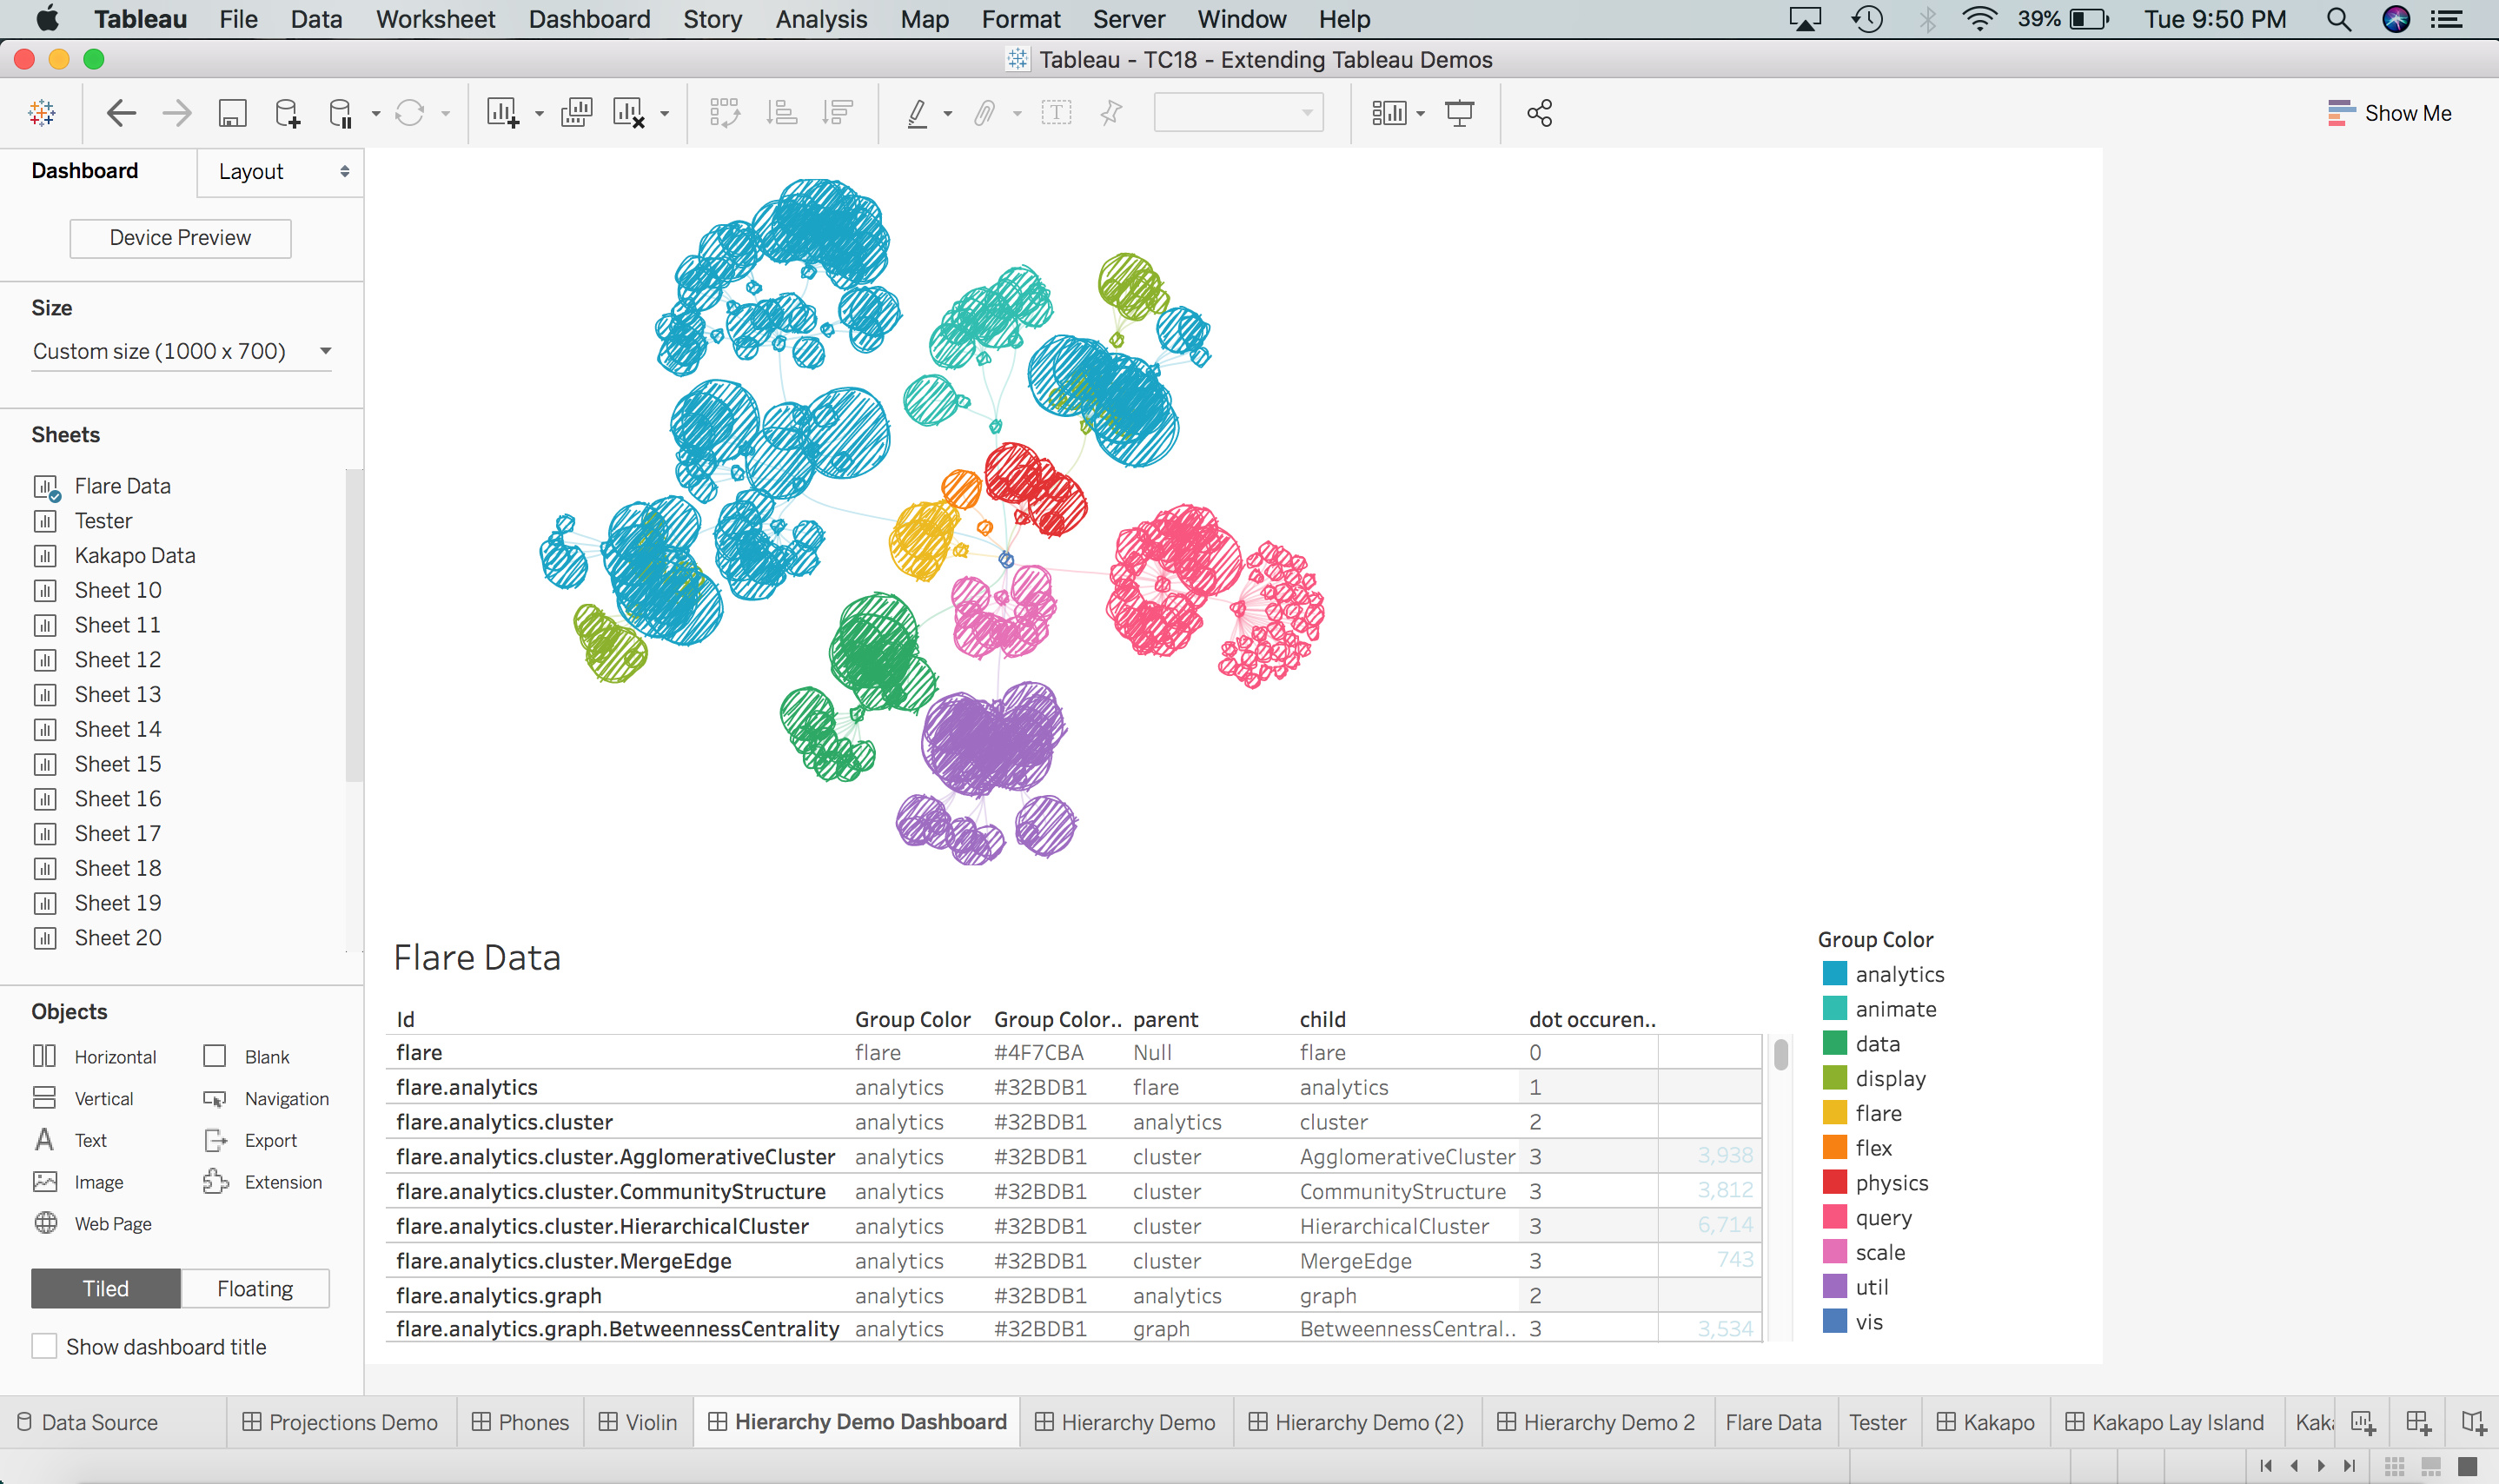 Tableau File Data Worksheet Dashboard Story Analysis Map Format Server Window Help 39% Tue 9:50 PM
Tableau - TC18 - Extending Tableau Demos
Show Me
Dashboard Layout
Device Preview
Size
Custom size (1000 x 700)
Sheets
Flare Data
Tester
Kakapo Data
Sheet 10
Sheet 11
Sheet 12
Sheet 13
Sheet 14
Sheet 15
Sheet 16
Sheet 17
Sheet 18
Sheet 19
Sheet 20
Objects
Horizontal Blank
Vertical Navigation
Text Export
Image Extension
Web Page
Tiled Floating
Show dashboard title
Flare Data
Id Group Color Group Color.. parent child dot occuren..
flare flare #4F7CBA Null flare 0
flare.analytics analytics #32BDB1 flare analytics 1
flare.analytics.cluster analytics #32BDB1 analytics cluster 2
flare.analytics.cluster.AgglomerativeCluster analytics #32BDB1 cluster AgglomerativeCluster 3 3,938
flare.analytics.cluster.CommunityStructure analytics #32BDB1 cluster CommunityStructure 3 3,812
flare.analytics.cluster.HierarchicalCluster analytics #32BDB1 cluster HierarchicalCluster 3 6,714
flare.analytics.cluster.MergeEdge analytics #32BDB1 cluster MergeEdge 3 743
flare.analytics.graph analytics #32BDB1 analytics graph 2
flare.analytics.graph.BetweennessCentrality analytics #32BDB1 graph BetweennessCentral.. 3 3,534
Group Color
analytics
animate
data
display
flare
flex
physics
query
scale
util
vis
Data Source Projections Demo Phones Violin Hierarchy Demo Dashboard Hierarchy Demo Hierarchy Demo (2) Hierarchy Demo 2 Flare Data Tester Kakapo Kakapo Lay Island Kaka